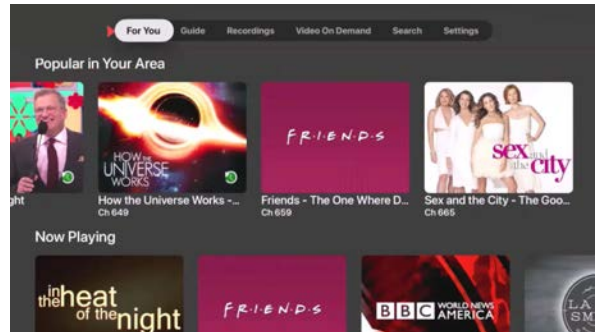 For You Guide Recordings Video On Demand Search Settings
Popular in Your Area
HOW THE
UNIVERSE
WORKS
F·R·I·E·N·D·S
sex and
the city
ght
How the Universe Works -...
Friends - The One Where D...
Sex and the City - The Goo...
Ch 649
Ch 659
Ch 665
Now Playing
in
the heat
of the night
F·R·I·E·N·D·S
BBC WORLD NEWS
AMERICA
LA
SM